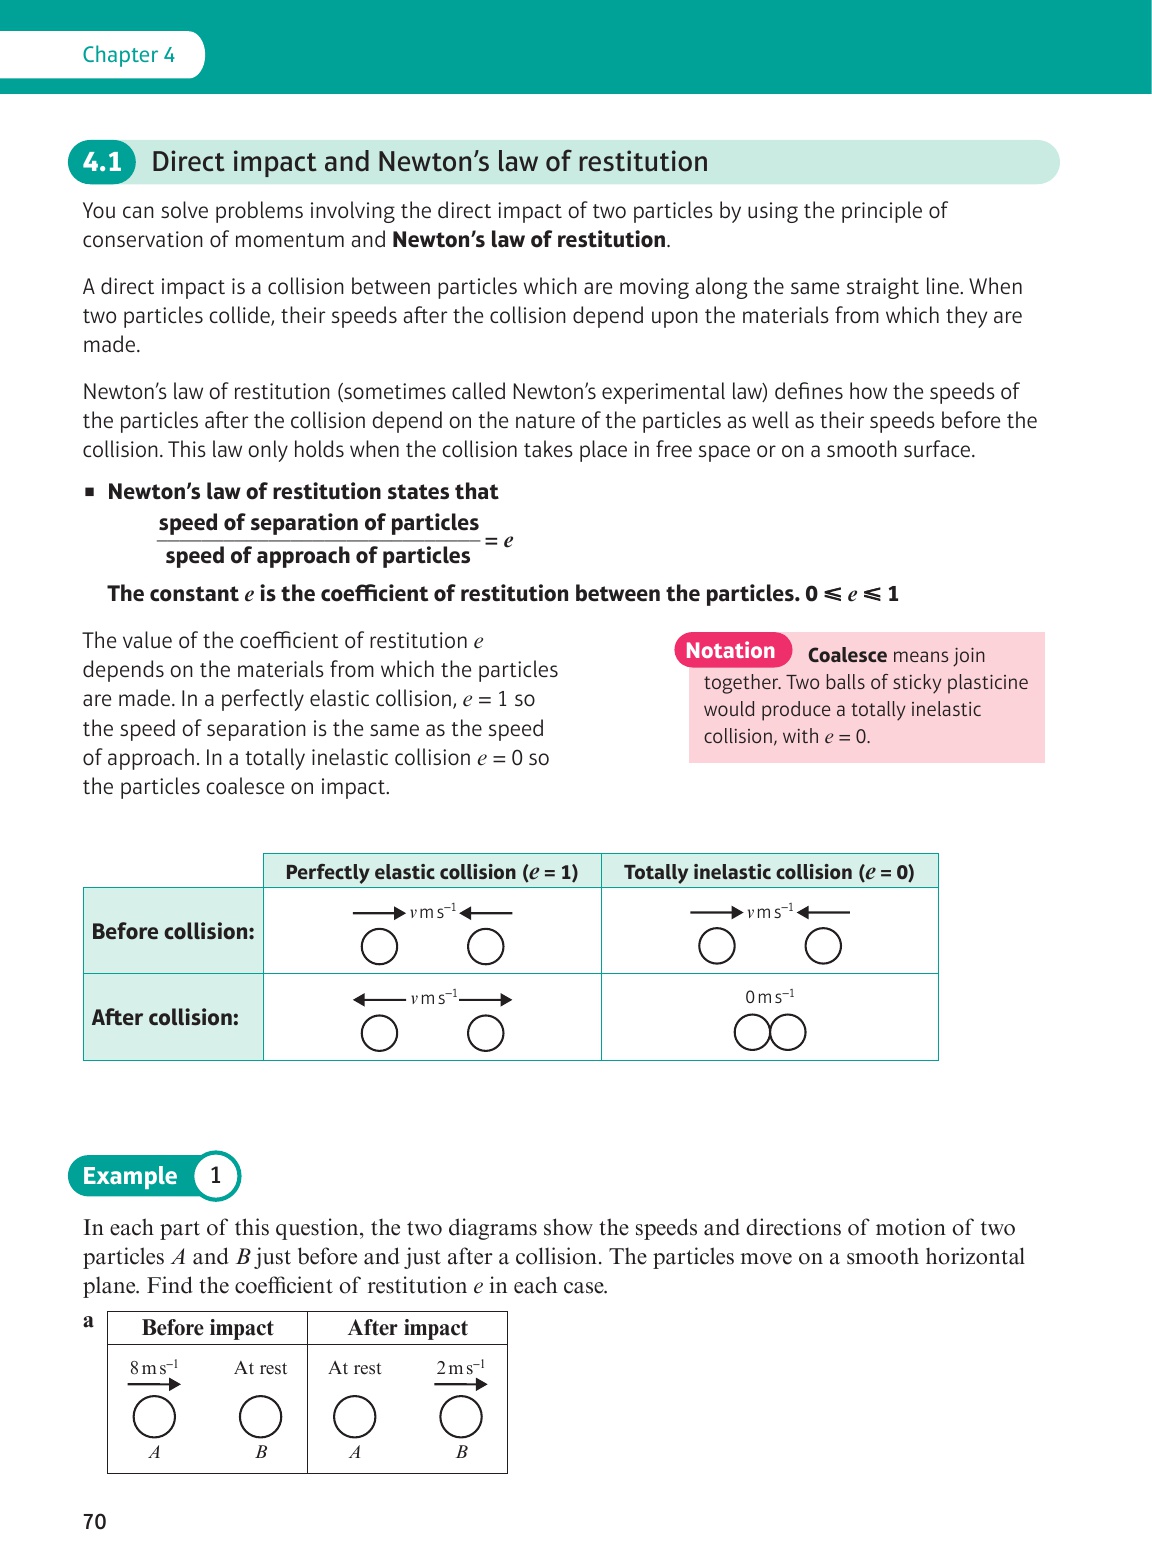 Chapter 4
4.1 Direct impact and Newton’s law of restitution
You can solve problems involving the direct impact of two particles by using the principle of
conservation of momentum and Newton’s law of restitution.
A direct impact is a collision between particles which are moving along the same straight line. When
two particles collide, their speeds after the collision depend upon the materials from which they are
made.
Newton’s law of restitution (sometimes called Newton’s experimental law) defines how the speeds of
the particles after the collision depend on the nature of the particles as well as their speeds before the
collision. This law only holds when the collision takes place in free space or on a smooth surface.
■ Newton’s law of restitution states that
speed of separation of particles
speed of approach of particles = e
The constant e is the coefficient of restitution between the particles. 0 ⩽ e ⩽ 1
The value of the coefficient of restitution e
depends on the materials from which the particles
are made. In a perfectly elastic collision, e = 1 so
the speed of separation is the same as the speed
of approach. In a totally inelastic collision e = 0 so
the particles coalesce on impact.
Notation Coalesce means join
together. Two balls of sticky plasticine
would produce a totally inelastic
collision, with e = 0.
Perfectly elastic collision (e = 1) Totally inelastic collision (e = 0)
Before collision: v m s⁻¹ v m s⁻¹
After collision: v m s⁻¹ 0 m s⁻¹
Example 1
In each part of this question, the two diagrams show the speeds and directions of motion of two
particles A and B just before and just after a collision. The particles move on a smooth horizontal
plane. Find the coefficient of restitution e in each case.
a Before impact After impact
8 m s⁻¹ At rest At rest 2 m s⁻¹
A B A B
70